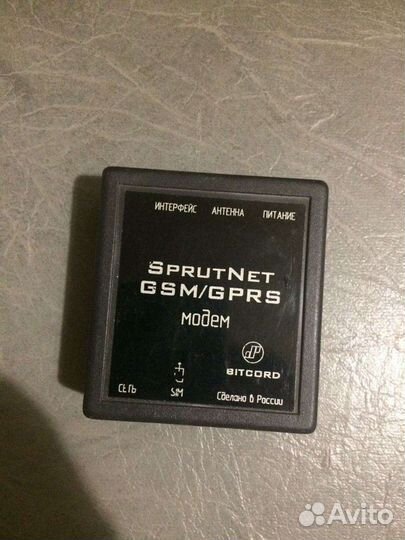 ИНТЕРФЕЙС АНТЕННА ПИТАНИЕ
SPRUTNET
GSM/GPRS
модем
BITCORD
СЕТЬ SIM Сделано в России
Avito